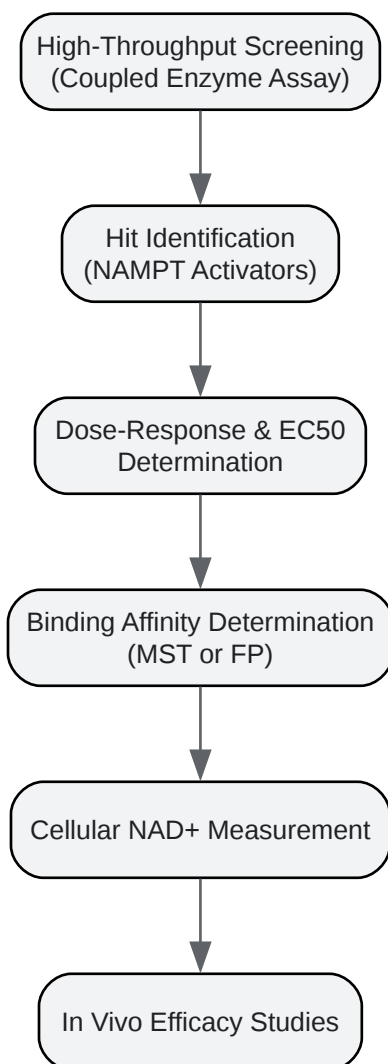 High-Throughput Screening
(Coupled Enzyme Assay)
Hit Identification
(NAMPT Activators)
Dose-Response & EC50
Determination
Binding Affinity Determination
(MST or FP)
Cellular NAD+ Measurement
In Vivo Efficacy Studies